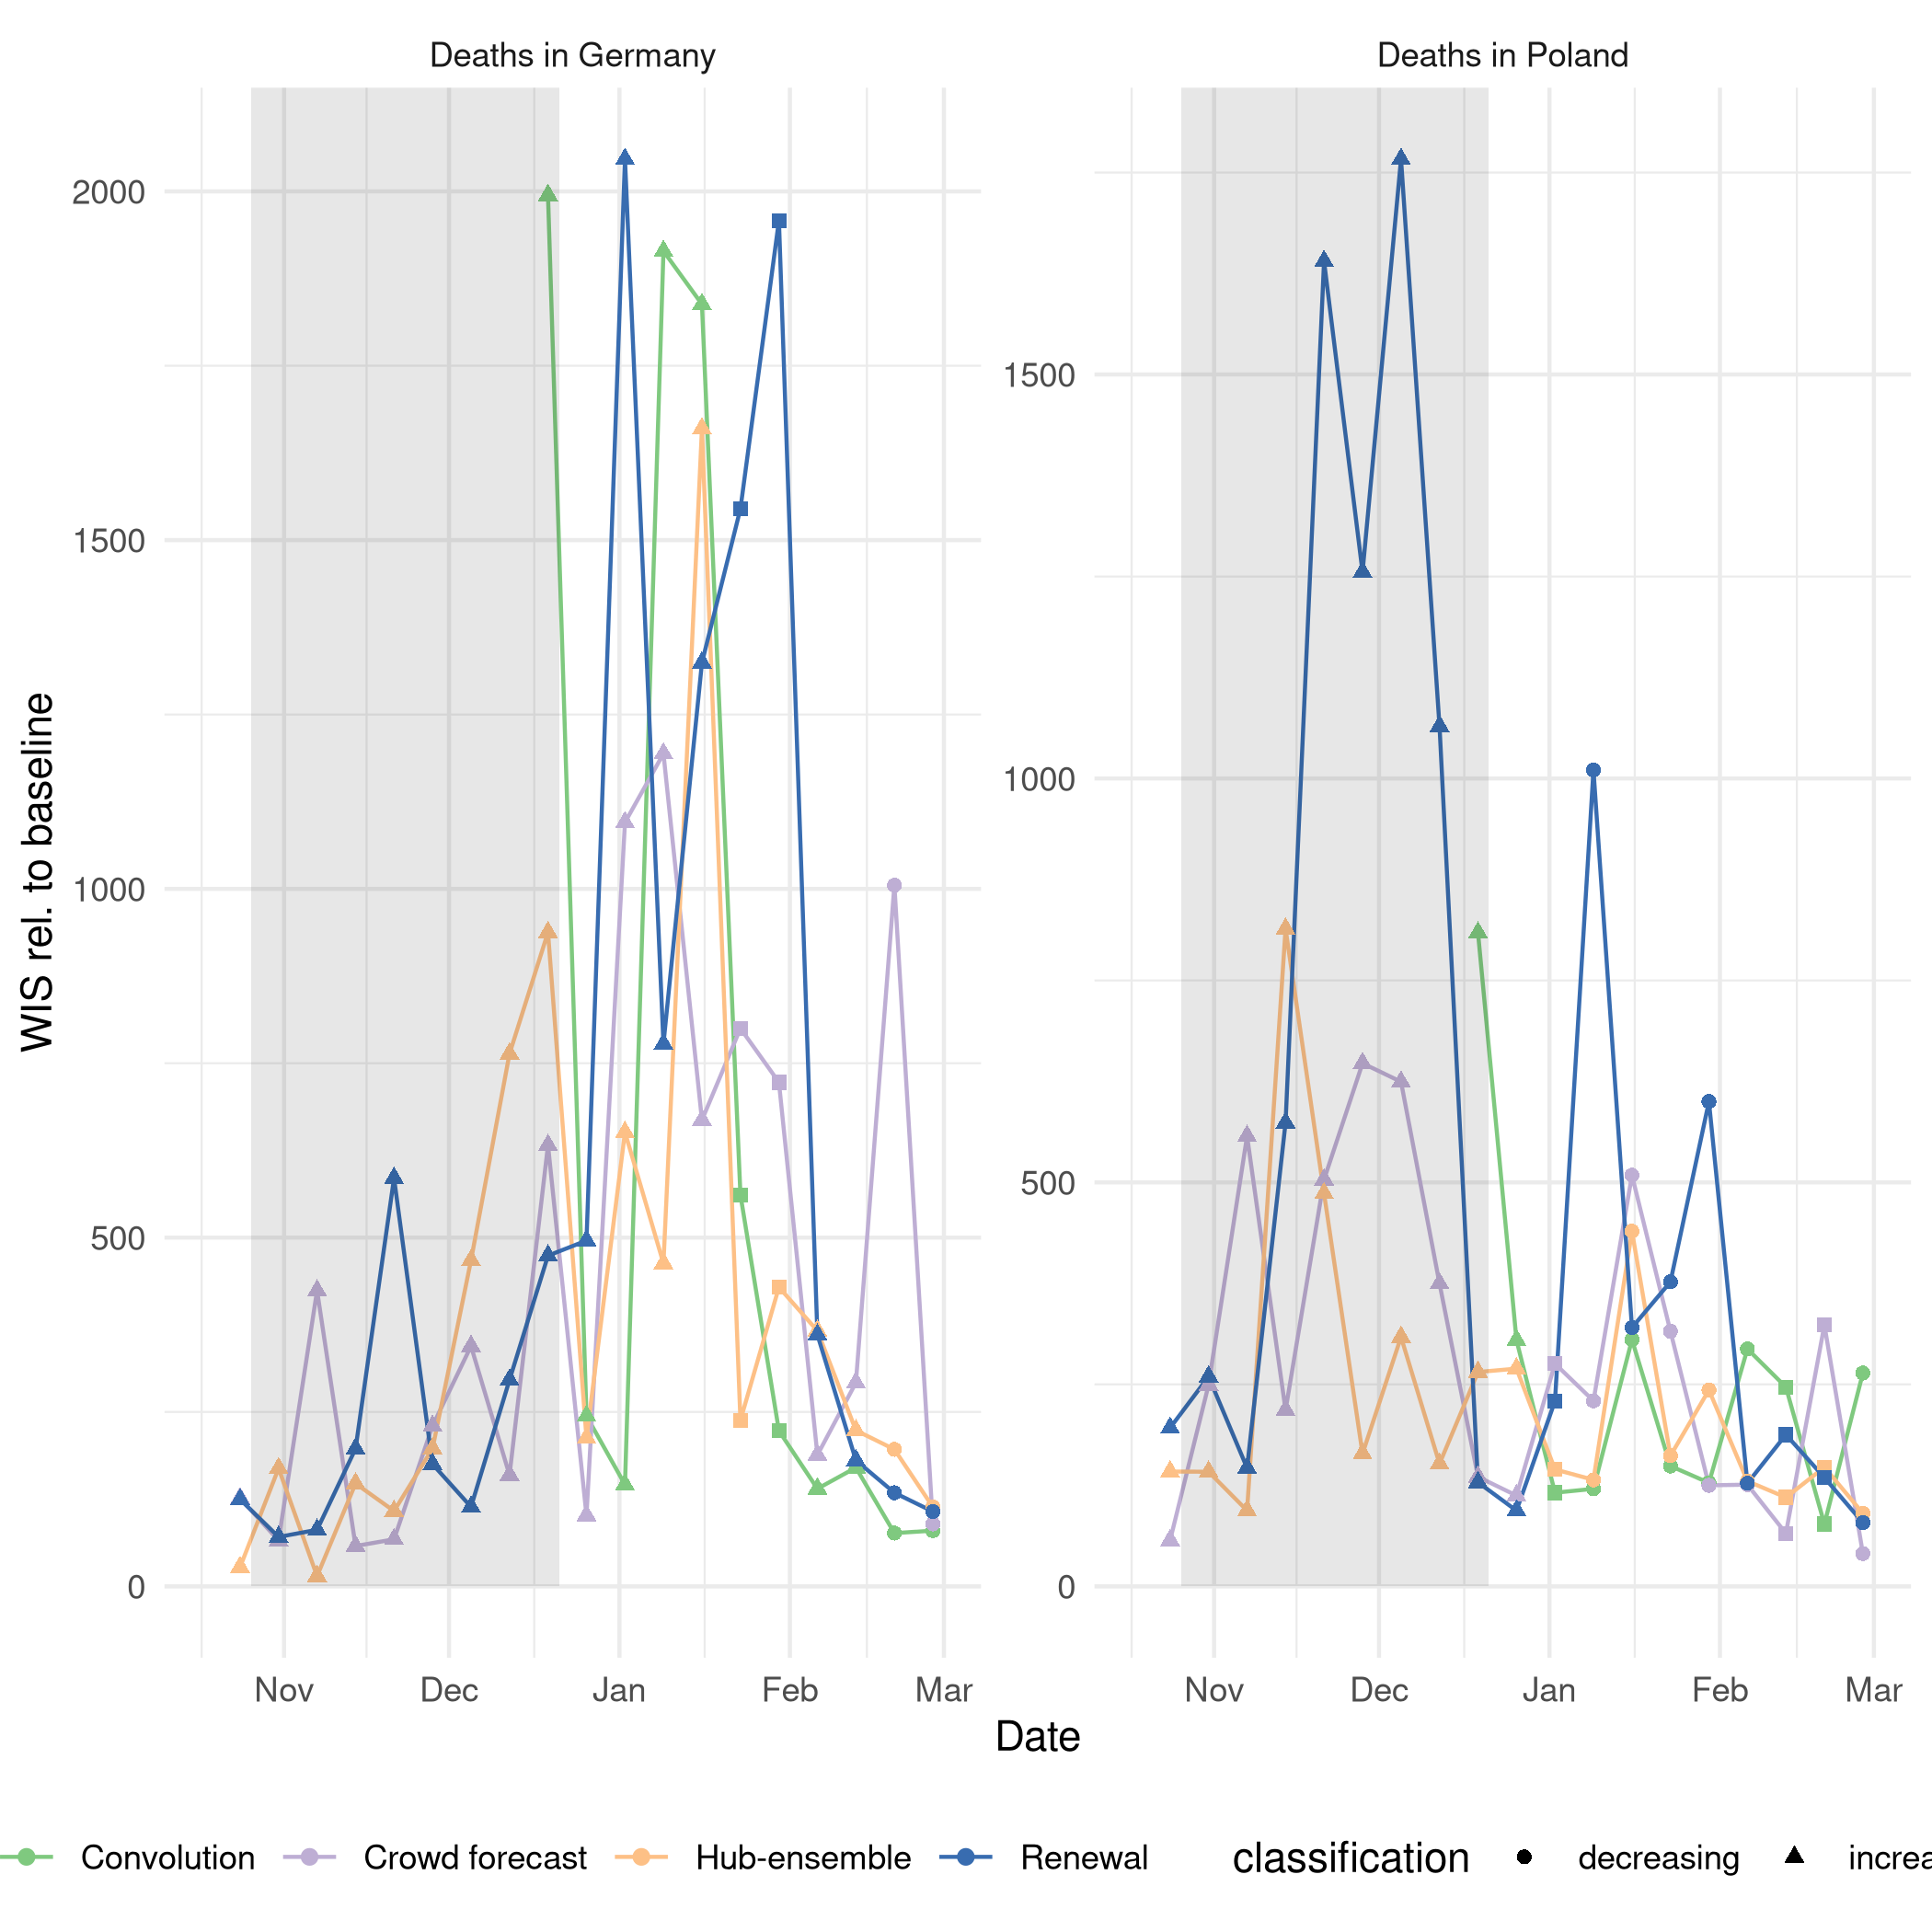 Deaths in Germany
Deaths in Poland
WIS rel. to baseline
2000
1500
1000
500
0
1500
1000
500
0
Nov Dec Jan Feb Mar
Nov Dec Jan Feb Mar
Date
Convolution Crowd forecast Hub-ensemble Renewal classification decreasing increa